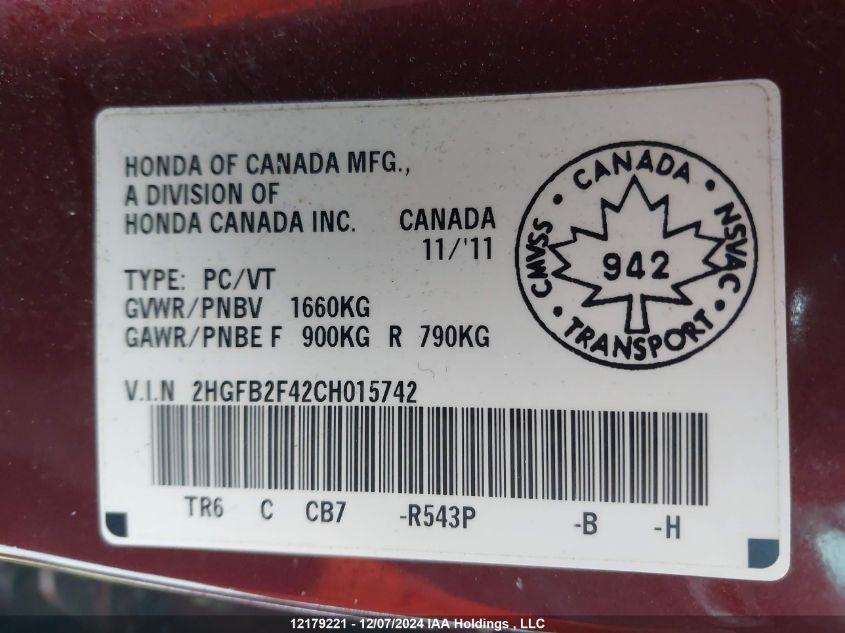 HONDA OF CANADA MFG.,
A DIVISION OF
HONDA CANADA INC. CANADA
11/'11
TYPE: PC/VT
GVWR/PNBV 1660KG
GAWR/PNBE F 900KG R 790KG
V.I.N 2HGFB2F42CH015742
TR6 C CB7 -R543P -B -H
CMVSS • CANADA • NSVAC • TRANSPORT •
942
12179221 - 12/07/2024 IAA Holdings , LLC